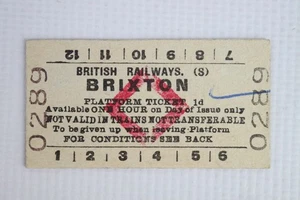 12 11 10 9 8 7
BRITISH RAILWAYS. (S)
BRIXTON
PLATFORM TICKET 1d
Available ONE HOUR on Day of Issue only
NOT VALID IN TRAINS NOT TRANSFERABLE
To be given up when leaving Platform
FOR CONDITIONS SEE BACK
1 2 3 4 5 6
0289
0289